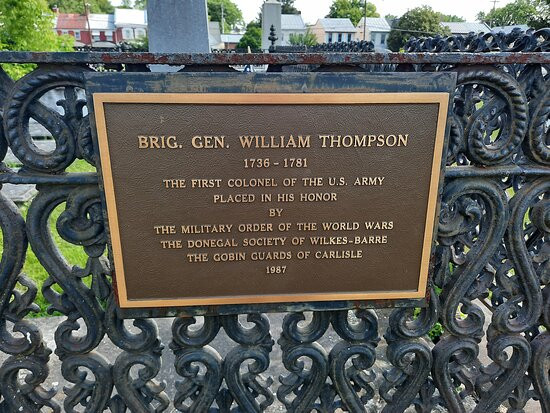 BRIG. GEN. WILLIAM THOMPSON
1736 - 1781
THE FIRST COLONEL OF THE U.S. ARMY
PLACED IN HIS HONOR
BY
THE MILITARY ORDER OF THE WORLD WARS
THE DONEGAL SOCIETY OF WILKES-BARRE
THE GOBIN GUARDS OF CARLISLE
1987